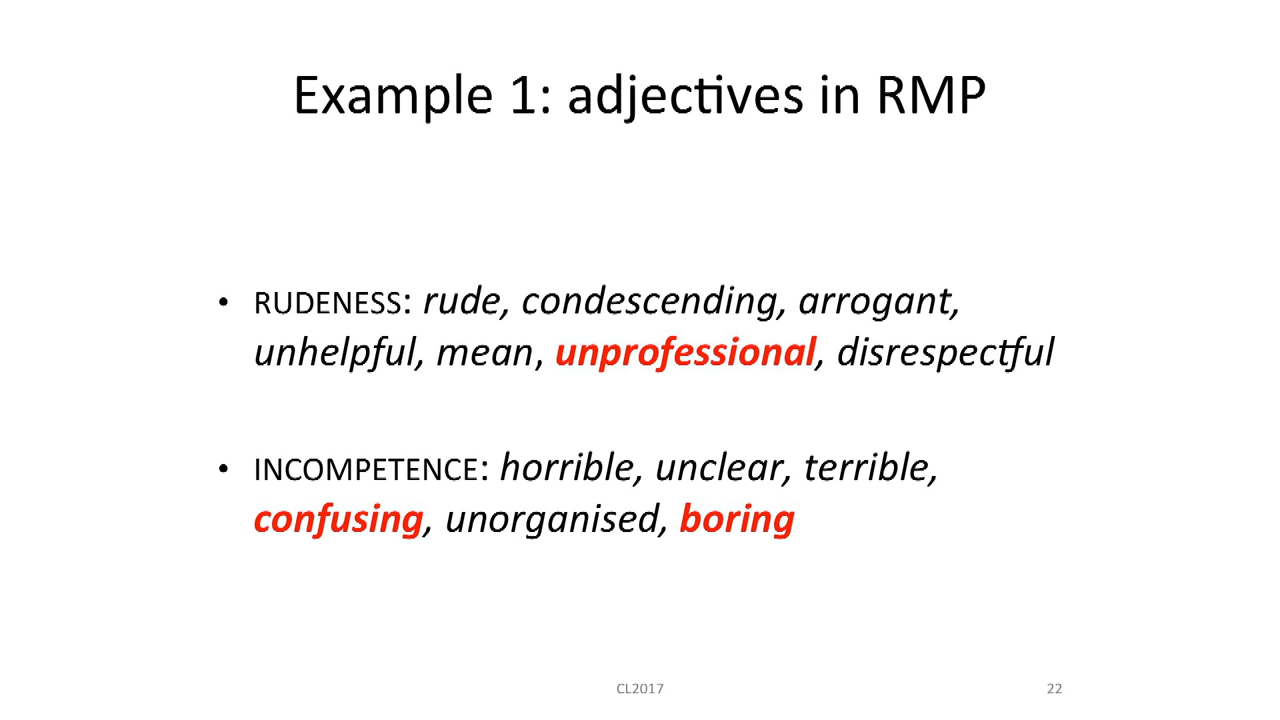 Example 1: adjectives in RMP
• RUDENESS: rude, condescending, arrogant,
unhelpful, mean, unprofessional, disrespectful
• INCOMPETENCE: horrible, unclear, terrible,
confusing, unorganised, boring
CL2017
22